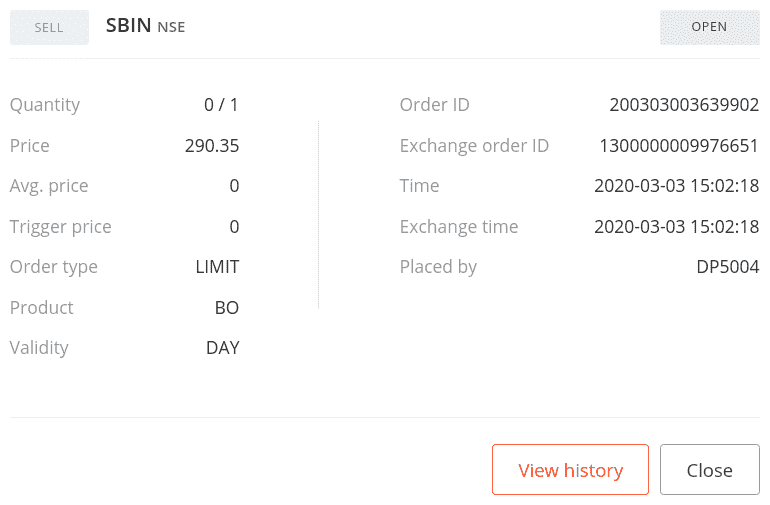 SELL SBIN NSE OPEN
Quantity 0 / 1 Order ID 200303003639902
Price 290.35 Exchange order ID 1300000009976651
Avg. price 0 Time 2020-03-03 15:02:18
Trigger price 0 Exchange time 2020-03-03 15:02:18
Order type LIMIT Placed by DP5004
Product BO
Validity DAY
View history Close